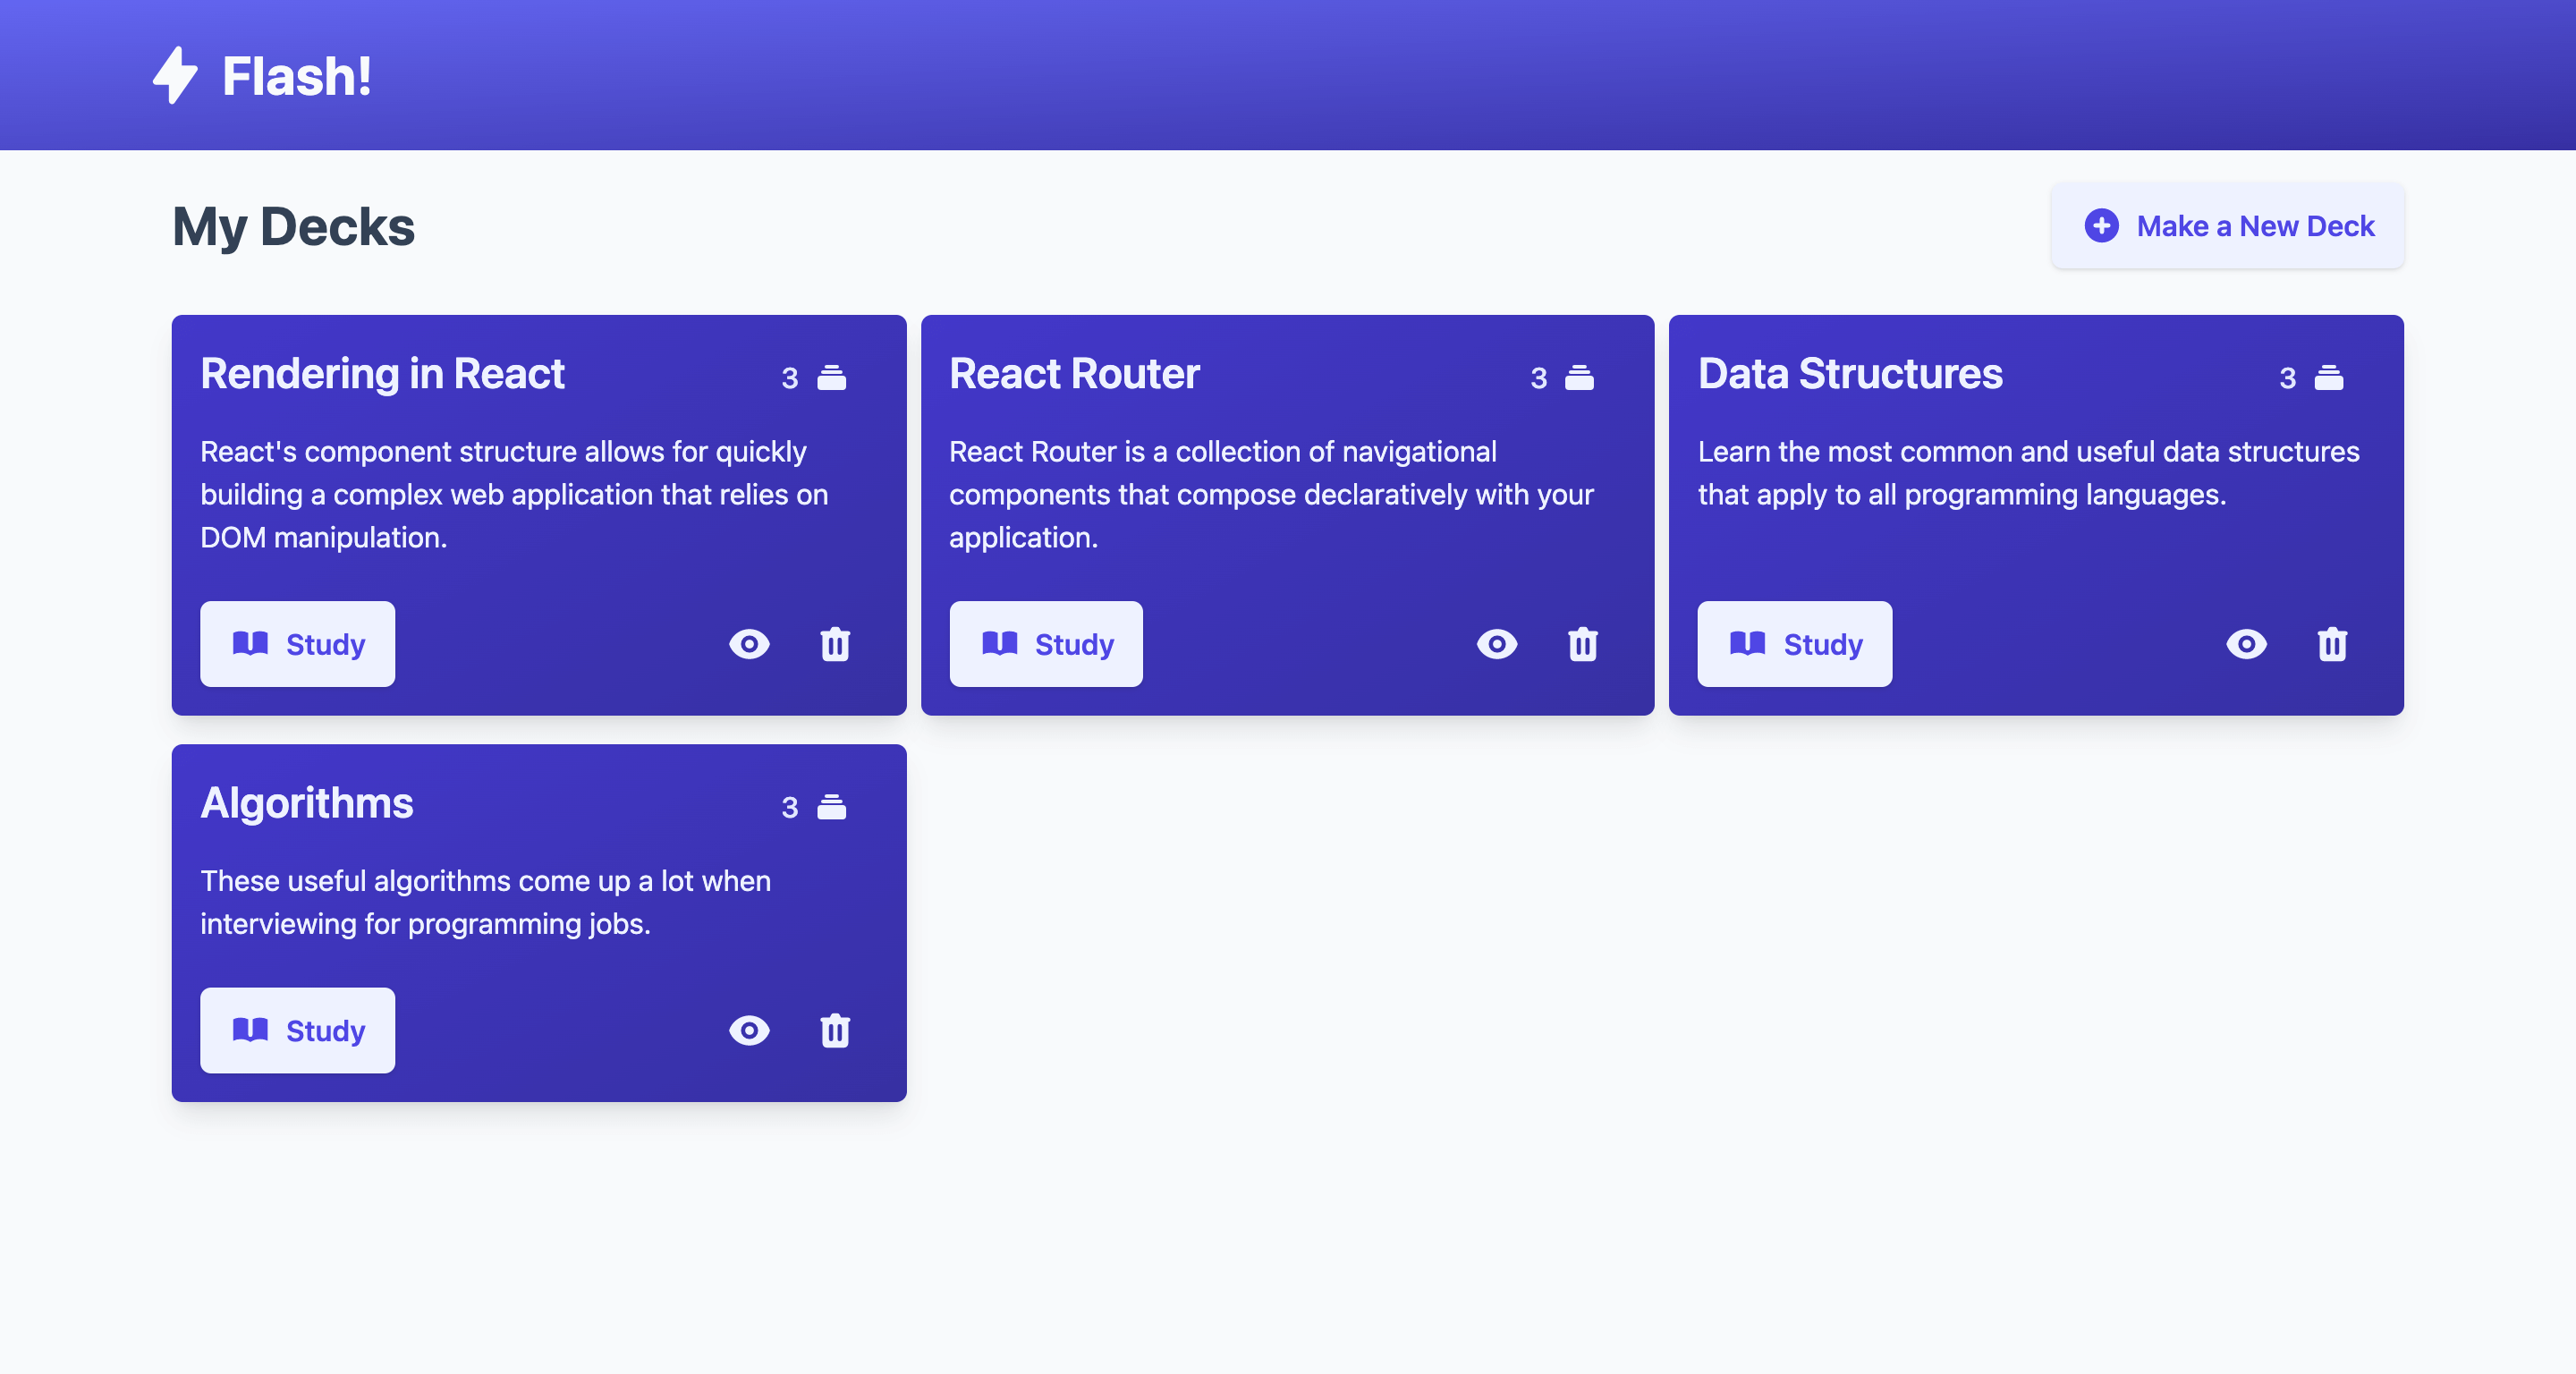 Flash!
My Decks
Make a New Deck
Rendering in React
3
React's component structure allows for quickly
building a complex web application that relies on
DOM manipulation.
Study
React Router
3
React Router is a collection of navigational
components that compose declaratively with your
application.
Study
Data Structures
3
Learn the most common and useful data structures
that apply to all programming languages.
Study
Algorithms
3
These useful algorithms come up a lot when
interviewing for programming jobs.
Study